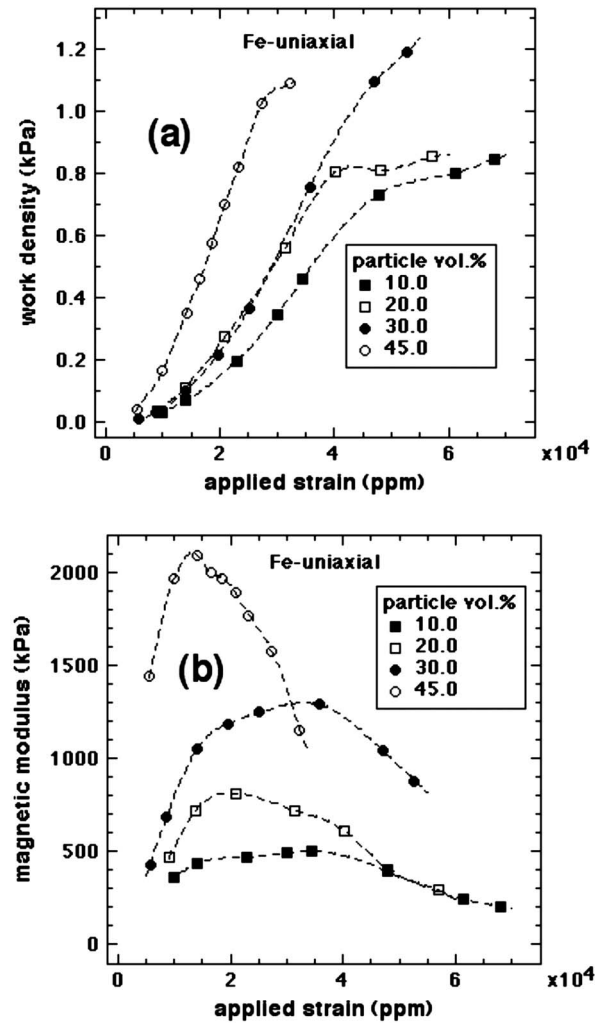 Fe-uniaxial
(a)
work density (kPa)
1.2
1.0
0.8
0.6
0.4
0.2
0.0
particle vol.%
10.0
20.0
30.0
45.0
0 2 4 6 x10⁴
applied strain (ppm)
Fe-uniaxial
(b)
magnetic modulus (kPa)
2000
1500
1000
500
0
particle vol.%
10.0
20.0
30.0
45.0
0 2 4 6 x10⁴
applied strain (ppm)